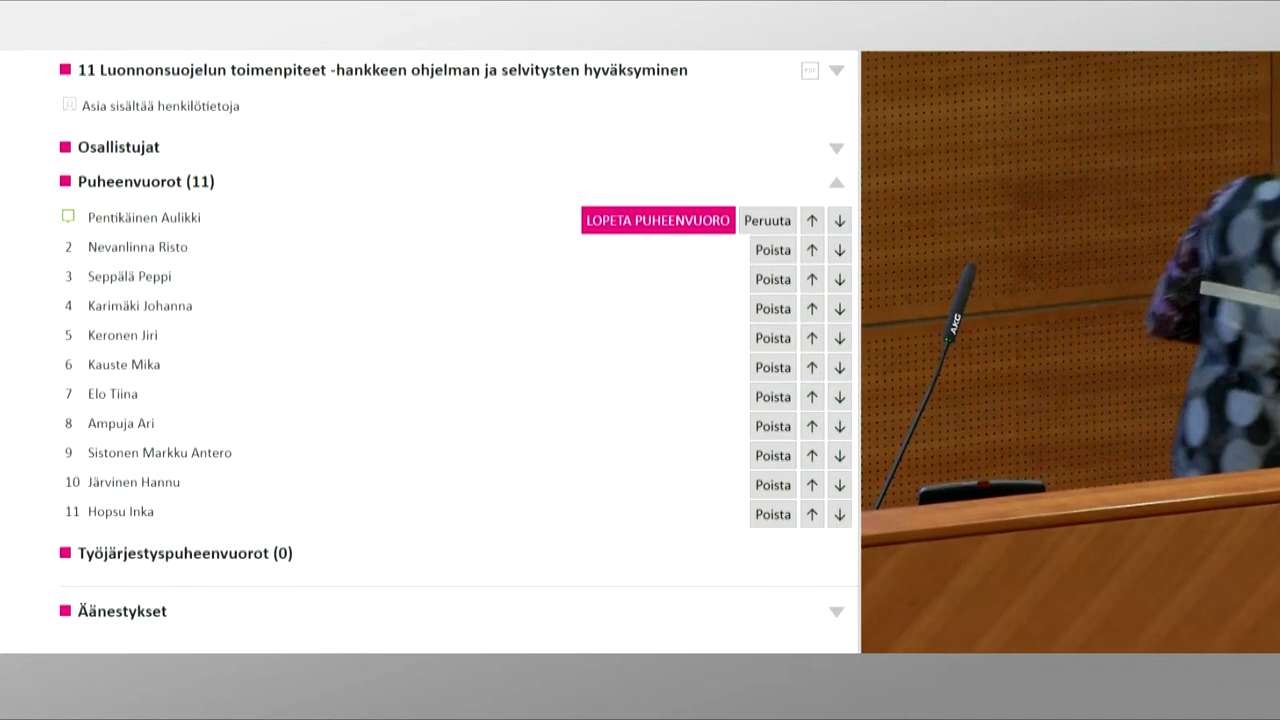 11 Luonnonsuojelun toimenpiteet -hankkeen ohjelman ja selvitysten hyväksyminen
PDF
Asia sisältää henkilötietoja
Osallistujat
Puheenvuorot (11)
Pentikäinen Aulikki LOPETA PUHEENVUORO Peruuta ↑ ↓
2 Nevanlinna Risto Poista ↑ ↓
3 Seppälä Peppi Poista ↑ ↓
4 Karimäki Johanna Poista ↑ ↓
5 Keronen Jiri Poista ↑ ↓
6 Kauste Mika Poista ↑ ↓
7 Elo Tiina Poista ↑ ↓
8 Ampuja Ari Poista ↑ ↓
9 Sistonen Markku Antero Poista ↑ ↓
10 Järvinen Hannu Poista ↑ ↓
11 Hopsu Inka Poista ↑ ↓
Työjärjestyspuheenvuorot (0)
Äänestykset
AKG